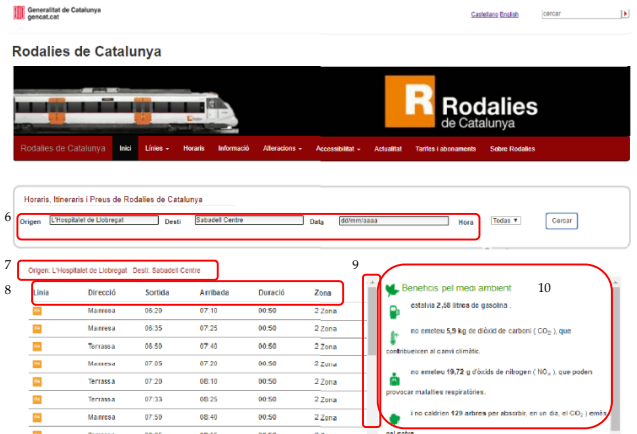 Generalitat de Catalunya
gencat.cat
Castellano English
cercar
Rodalies de Catalunya
R Rodalies
de Catalunya
Rodalies de Catalunya Inici Línies Horaris Informació Alteracions Accessibilitat Actualitat Tarifes i abonaments Sobre Rodalies
Horaris, Itineraris i Preus de Rodalies de Catalunya
6 Origen L'Hospitalet de Llobregat Destí Sabadell Centre Data dd/mm/aaaa Hora Todas Cercar
7 9
Origen: L'Hospitalet de Llobregat Destí: Sabadell Centre
8 Línia Direcció Sortida Arribada Duració Zona
Manresa 06:20 07:10 00:50 2 Zona
Manresa 06:35 07:25 00:50 2 Zona
Terrassa 06:50 07:40 00:50 2 Zona
Manresa 07:05 07:20 00:50 2 Zona
Terrassa 07:20 08:10 00:50 2 Zona
Terrassa 07:33 08:25 00:50 2 Zona
Manresa 07:50 08:40 00:50 2 Zona
Beneficis pel medi ambient 10
estalvia 2,58 litres de gasolina .
no emeteu 5,9 kg de diòxid de carboni ( CO₂ ), que
contribueixen al canvi climàtic.
no emeteu 19,72 g d'òxids de nitrogen ( NOₓ ), que poden
provocar malalties respiratòries.
i no caldrien 129 arbres per absorbir, en un dia, el CO₂ ) emès